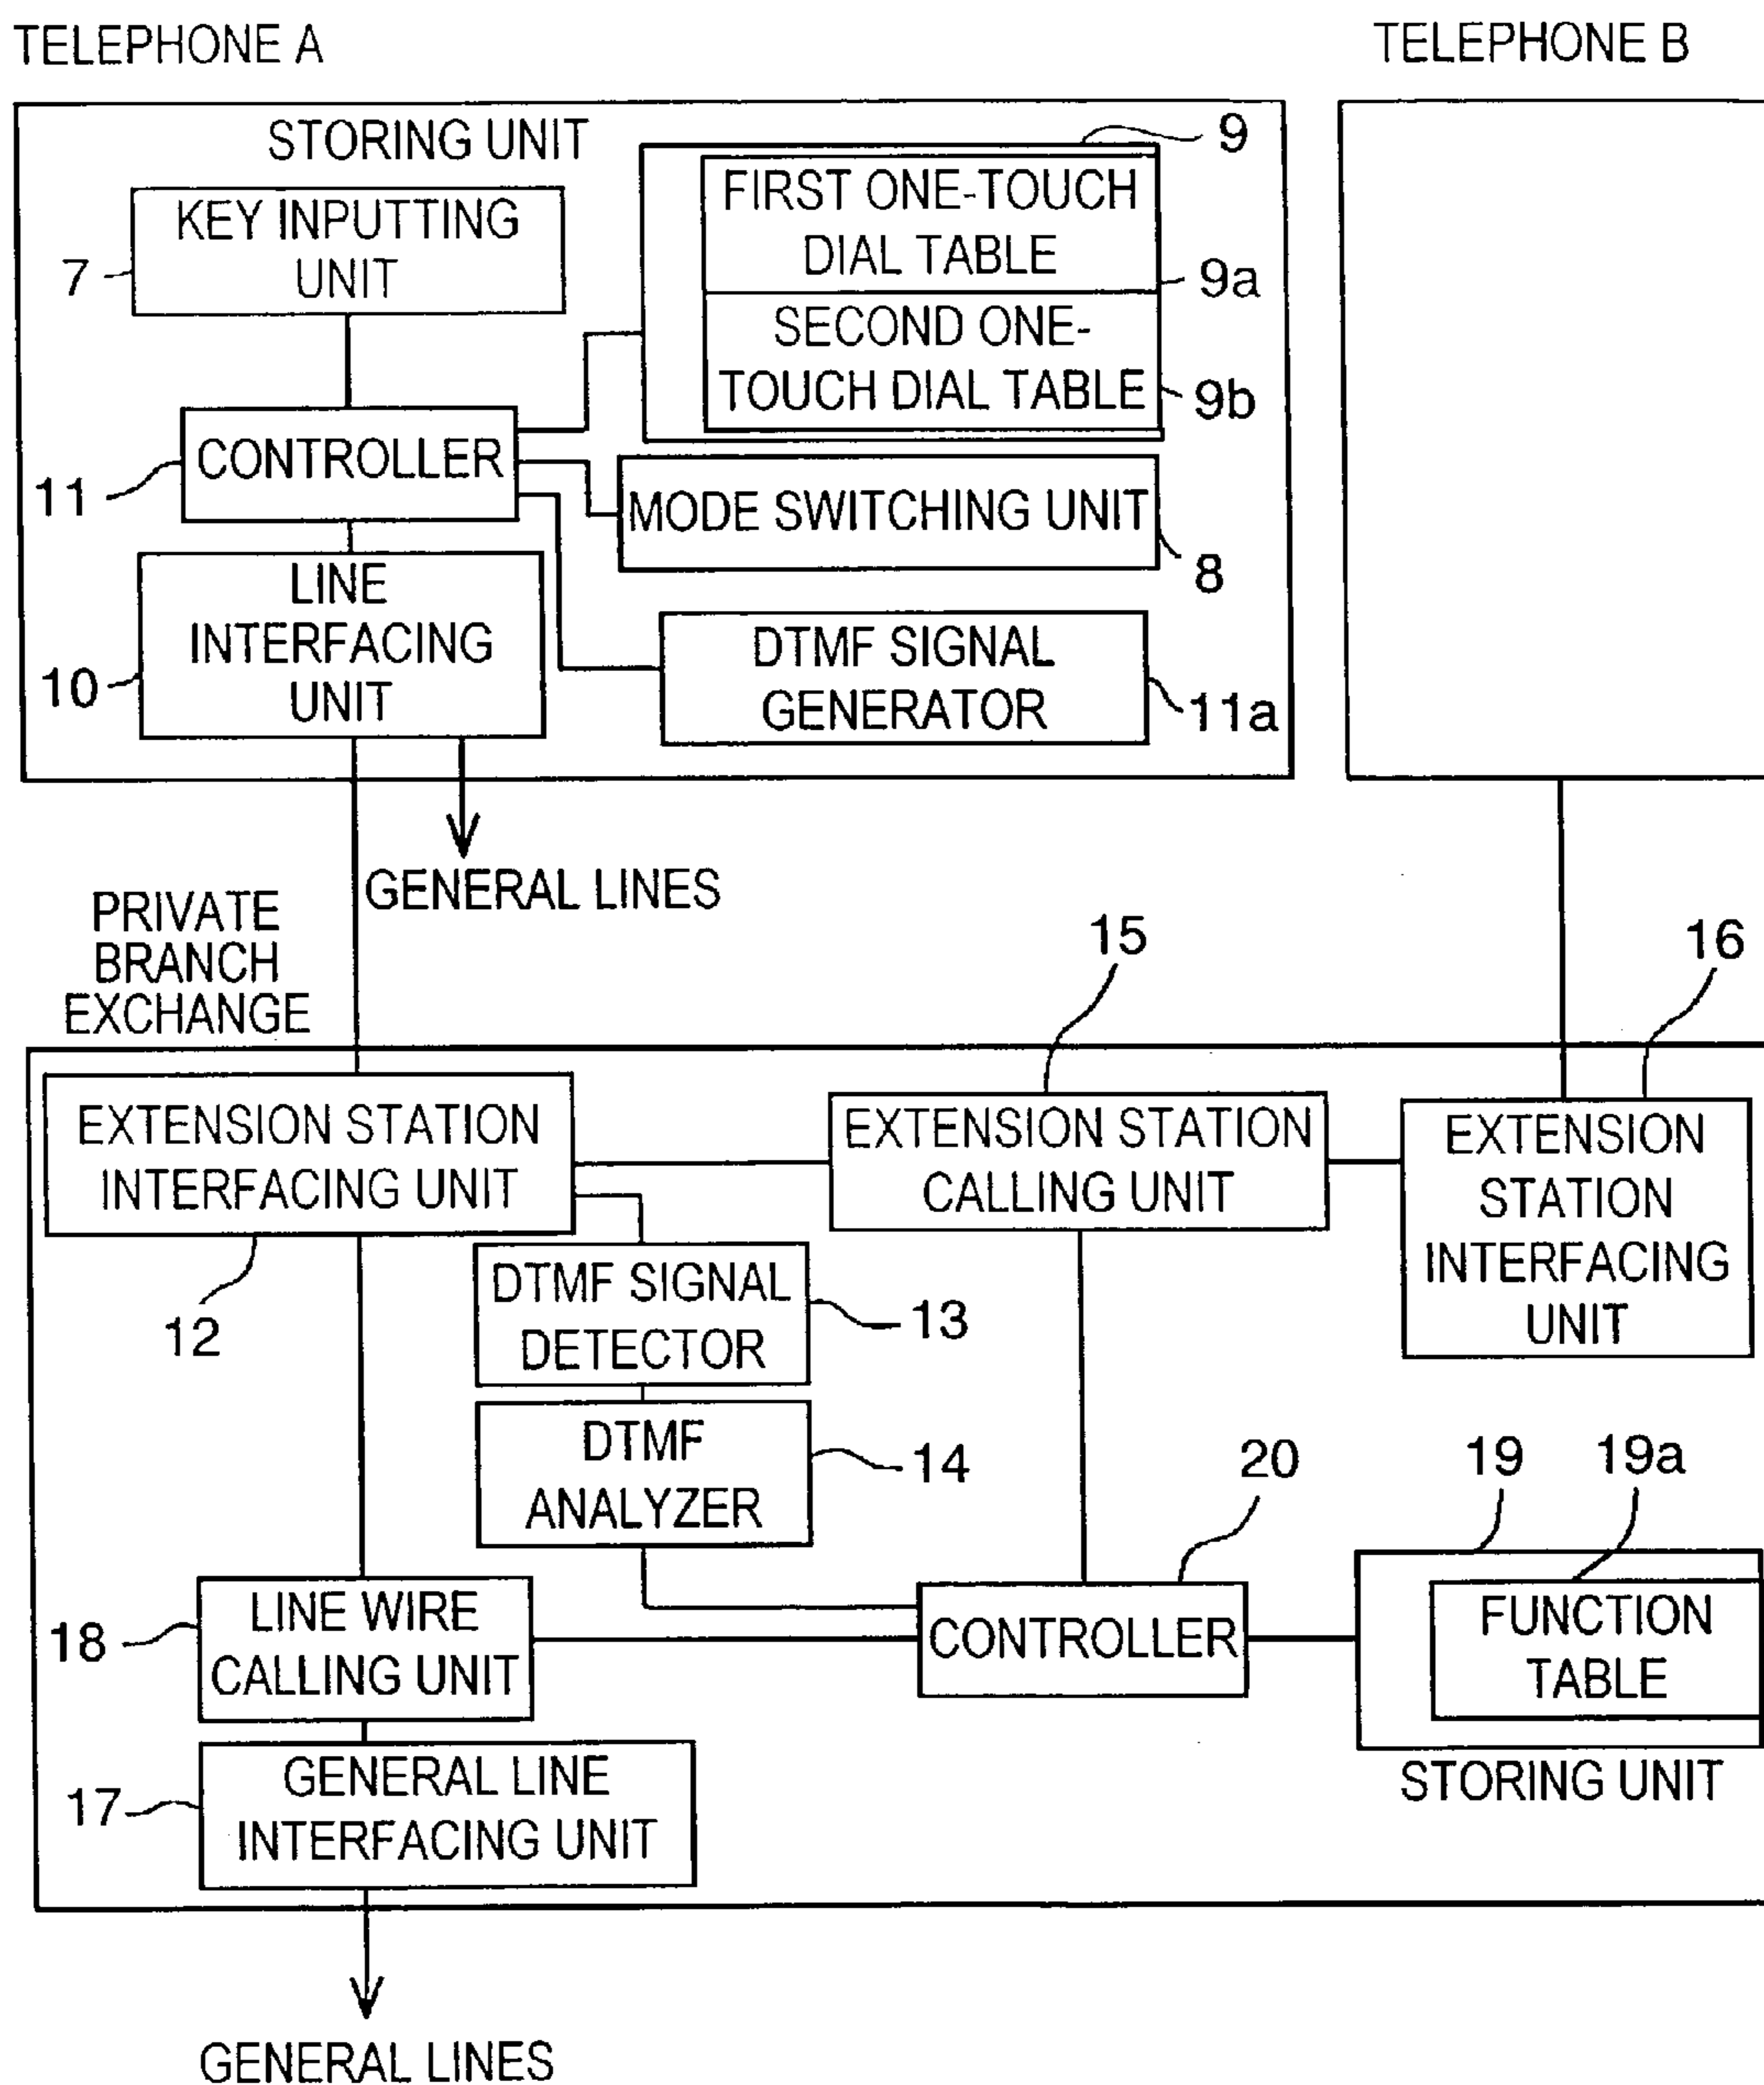 TELEPHONE A
TELEPHONE B
STORING UNIT
9
KEY INPUTTING
UNIT
7
FIRST ONE-TOUCH
DIAL TABLE
9a
SECOND ONE-
TOUCH DIAL TABLE
9b
CONTROLLER
11
MODE SWITCHING UNIT
8
LINE
INTERFACING
UNIT
10
DTMF SIGNAL
GENERATOR
11a
GENERAL LINES
PRIVATE
BRANCH
EXCHANGE
15
16
EXTENSION STATION
INTERFACING UNIT
12
EXTENSION STATION
CALLING UNIT
EXTENSION
STATION
INTERFACING
UNIT
DTMF SIGNAL
DETECTOR
13
DTMF
ANALYZER
14
20
19
19a
LINE WIRE
CALLING UNIT
18
CONTROLLER
FUNCTION
TABLE
STORING UNIT
GENERAL LINE
INTERFACING UNIT
17
GENERAL LINES